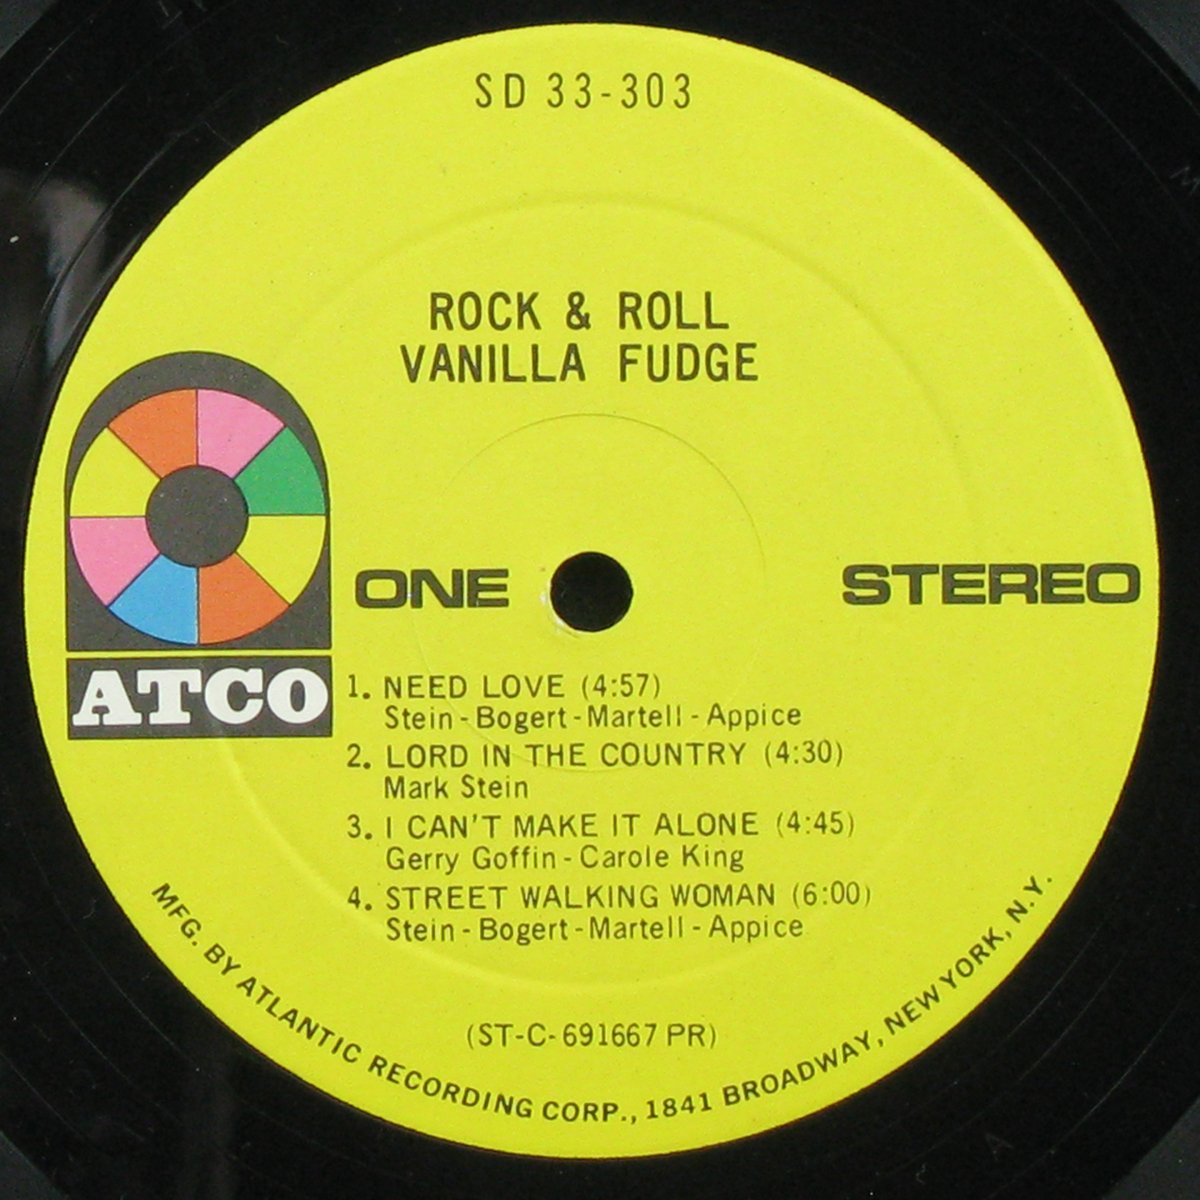 SD 33-303
ROCK & ROLL
VANILLA FUDGE
ONE
STEREO
ATCO
1. NEED LOVE (4:57)
Stein - Bogert - Martell - Appice
2. LORD IN THE COUNTRY (4:30)
Mark Stein
3. I CAN'T MAKE IT ALONE (4:45)
Gerry Goffin - Carole King
4. STREET WALKING WOMAN (6:00)
Stein - Bogert - Martell - Appice
(ST-C-691667 PR)
MFG. BY ATLANTIC RECORDING CORP., 1841 BROADWAY, NEW YORK, N.Y.